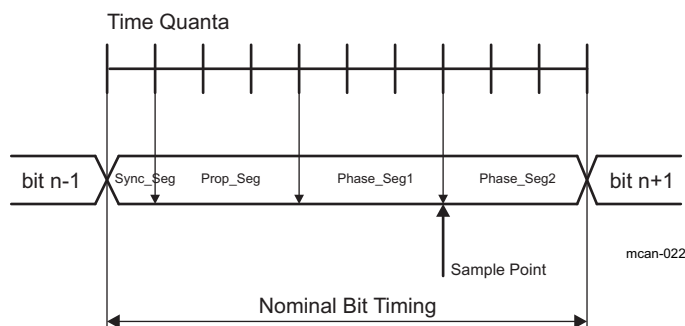 Time Quanta
bit n-1 Sync_Seg Prop_Seg Phase_Seg1 Phase_Seg2 bit n+1
mcan-022
Sample Point
Nominal Bit Timing